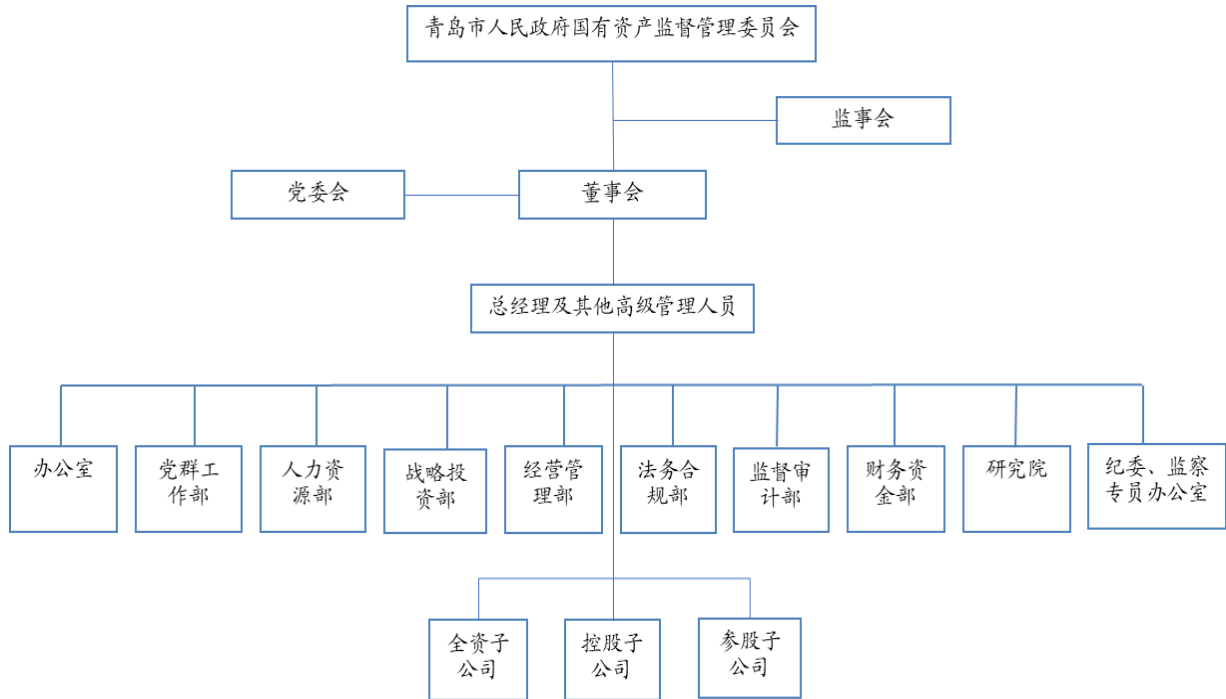 青岛市人民政府国有资产监督管理委员会
监事会
党委会
董事会
总经理及其他高级管理人员
办公室
党群工
作部
人力资
源部
战略投
资部
经营管
理部
法务合
规部
监督审
计部
财务资
金部
研究院
纪委、监察
专员办公室
全资子
公司
控股子
公司
参股子
公司